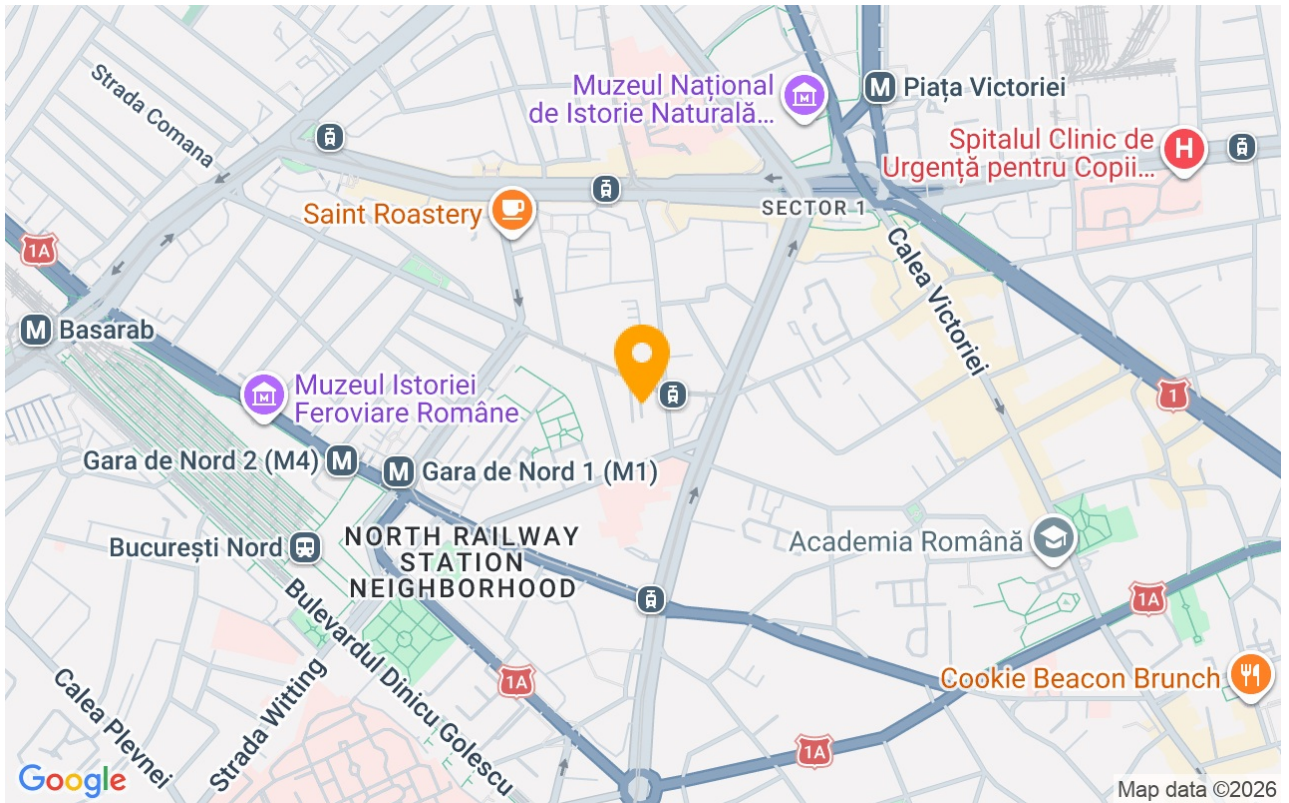 Strada Comana
Muzeul Național
de Istorie Naturală...
M
M
Piața Victoriei
Spitalul Clinic de
Urgență pentru Copii...
H
Saint Roastery
SECTOR 1
1A
Calea Victoriei
M
Basarab
M
Muzeul Istoriei
Feroviare Române
1
Gara de Nord 2 (M4)
M
M
Gara de Nord 1 (M1)
București Nord
NORTH RAILWAY
STATION
NEIGHBORHOOD
Academia Română
Bulevardul Dinicu Golescu
1A
1A
Cookie Beacon Brunch
Calea Plevnei
Strada Witting
1A
Google
Map data ©2026